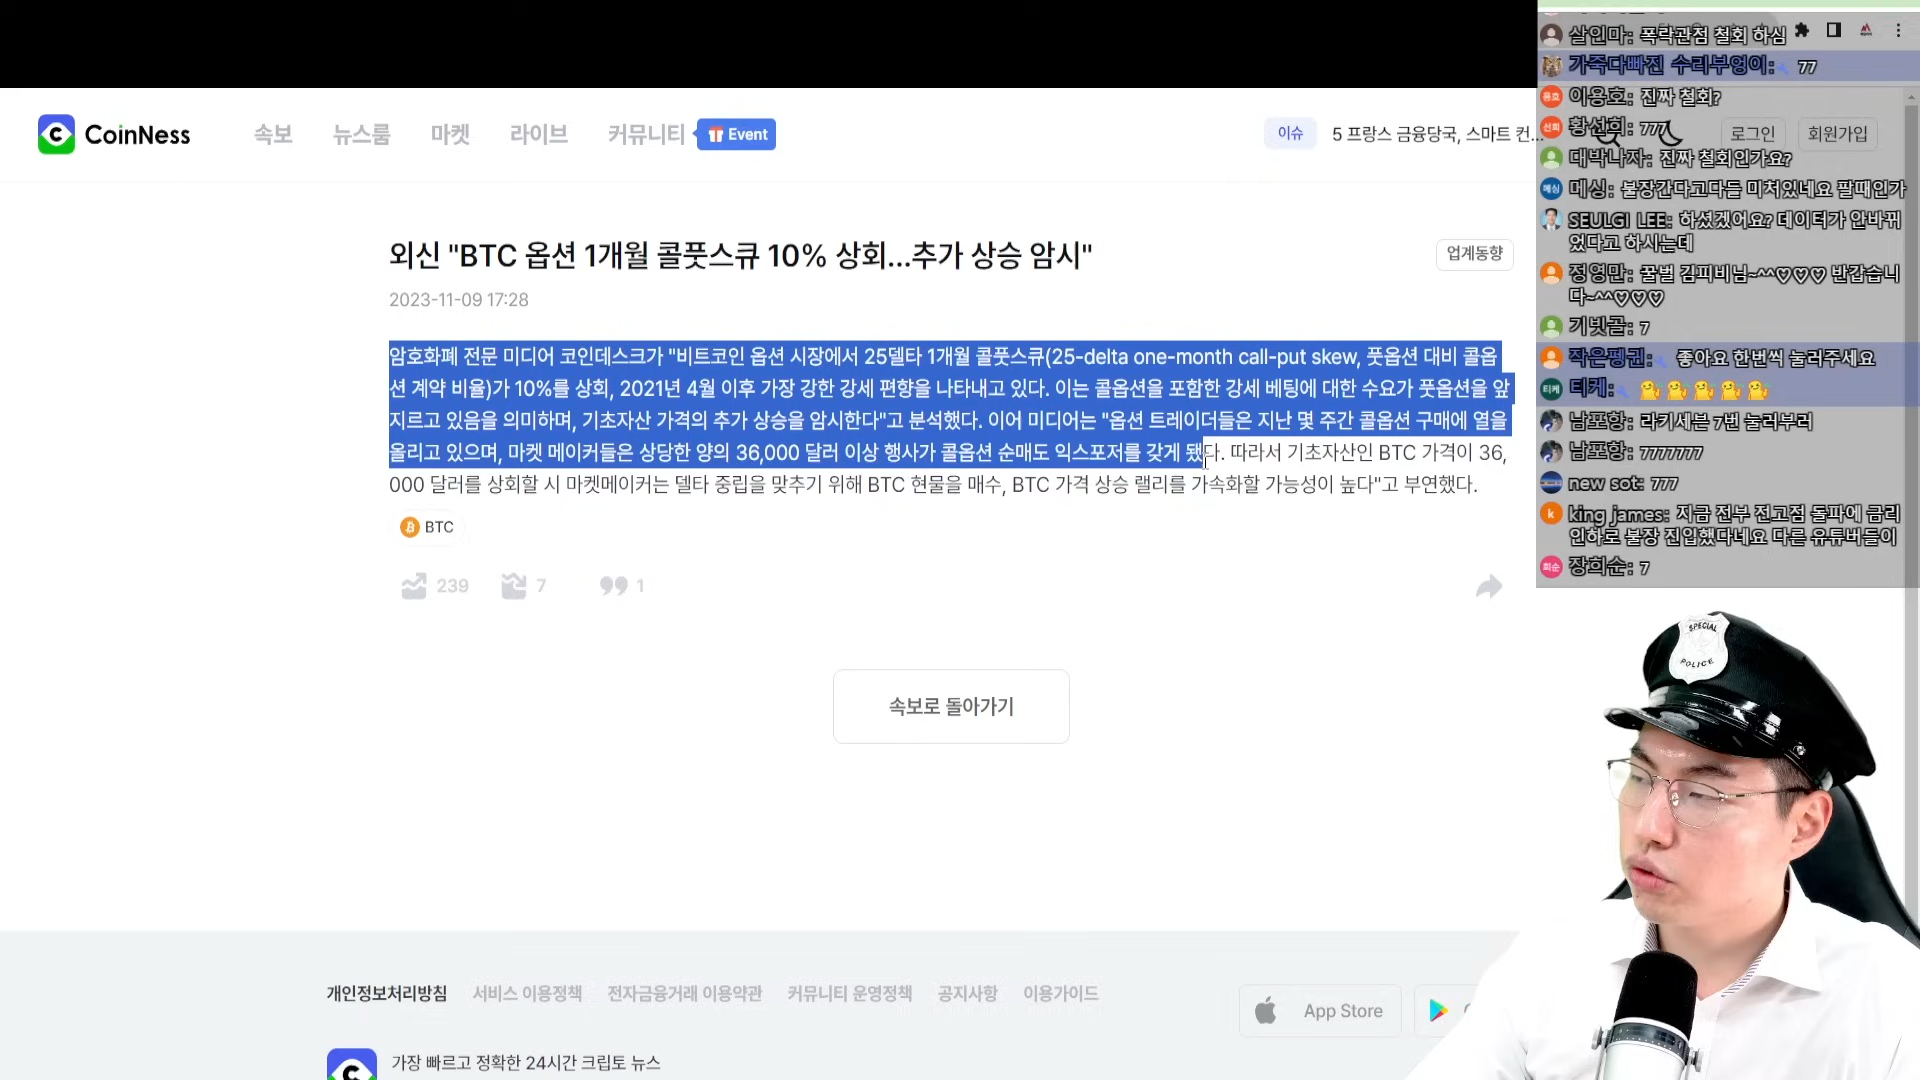 CoinNess
속보
뉴스룸
마켓
라이브
커뮤니티
Event
이슈
5 프랑스 금융당국, 스마트 컨...
로그인
회원가입
외신 "BTC 옵션 1개월 콜풋스큐 10% 상회...추가 상승 암시"
업계동향
2023-11-09 17:28
암호화폐 전문 미디어 코인데스크가 "비트코인 옵션 시장에서 25델타 1개월 콜풋스큐(25-delta one-month call-put skew, 풋옵션 대비 콜옵
션 계약 비율)가 10%를 상회, 2021년 4월 이후 가장 강한 강세 편향을 나타내고 있다. 이는 콜옵션을 포함한 강세 베팅에 대한 수요가 풋옵션을 앞
지르고 있음을 의미하며, 기초자산 가격의 추가 상승을 암시한다"고 분석했다. 이어 미디어는 "옵션 트레이더들은 지난 몇 주간 콜옵션 구매에 열을
올리고 있으며, 마켓 메이커들은 상당한 양의 36,000 달러 이상 행사가 콜옵션 순매도 익스포저를 갖게 됐다. 따라서 기초자산인 BTC 가격이 36,
000 달러를 상회할 시 마켓메이커는 델타 중립을 맞추기 위해 BTC 현물을 매수, BTC 가격 상승 랠리를 가속화할 가능성이 높다"고 부연했다.
BTC
239
7
1
속보로 돌아가기
개인정보처리방침
서비스 이용정책
전자금융거래 이용약관
커뮤니티 운영정책
공지사항
이용가이드
App Store
가장 빠르고 정확한 24시간 크립토 뉴스
살인마: 폭락관점 철회 하심
가죽다빠진 수리부엉이: 77
용호 이용호: 진짜 철회?
선희 황선희: 777
대박나자: 진짜 철회인가요?
메싱 메싱: 불장간다고다들 미쳐있네요 팔때인가
SEULGI LEE: 하셨겠어요? 데이터가 안바뀌
었다고 하시는데
정영만: 꿀벌 김피비님~^^♡♡♡ 반갑습니
다~^^♡♡♡
기빗골: 7
작은펭귄: 좋아요 한번씩 눌러주세요
티케 티케:
남포항: 라키세븐 7번 눌러부러
남포항: 7777777
new sot: 777
k king james: 지금 전부 전고점 돌파에 금리
인하로 불장 진입했다네요 다른 유튜버들이
희순 장희순: 7
SPECIAL
POLICE